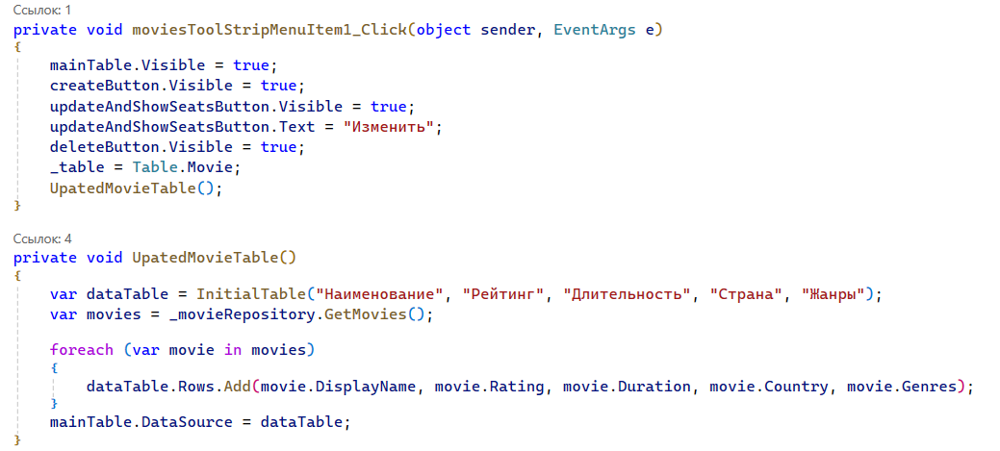 Ссылок: 1
private void moviesToolStripMenuItem1_Click(object sender, EventArgs e)
{
    mainTable.Visible = true;
    createButton.Visible = true;
    updateAndShowSeatsButton.Visible = true;
    updateAndShowSeatsButton.Text = "Изменить";
    deleteButton.Visible = true;
    _table = Table.Movie;
    UpatedMovieTable();
}
Ссылок: 4
private void UpatedMovieTable()
{
    var dataTable = InitialTable("Наименование", "Рейтинг", "Длительность", "Страна", "Жанры");
    var movies = _movieRepository.GetMovies();
    foreach (var movie in movies)
    {
        dataTable.Rows.Add(movie.DisplayName, movie.Rating, movie.Duration, movie.Country, movie.Genres);
    }
    mainTable.DataSource = dataTable;
}